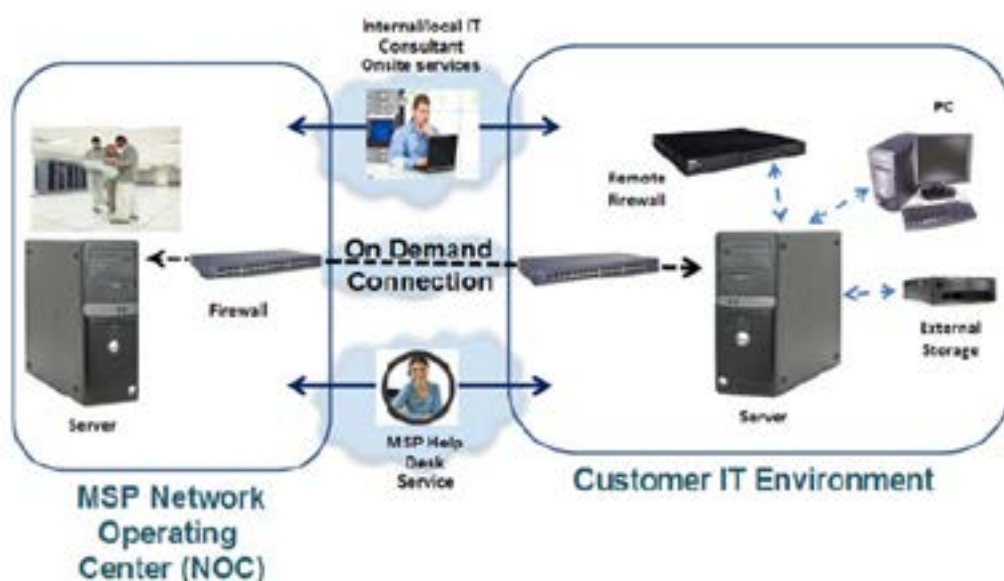 Internal/local IT
Consultant
Onsite services
PC
Remote
Firewall
On Demand
Connection
Firewall
External
Storage
Server
Server
MSP Help
Desk
Service
Customer IT Environment
MSP Network
Operating
Center (NOC)